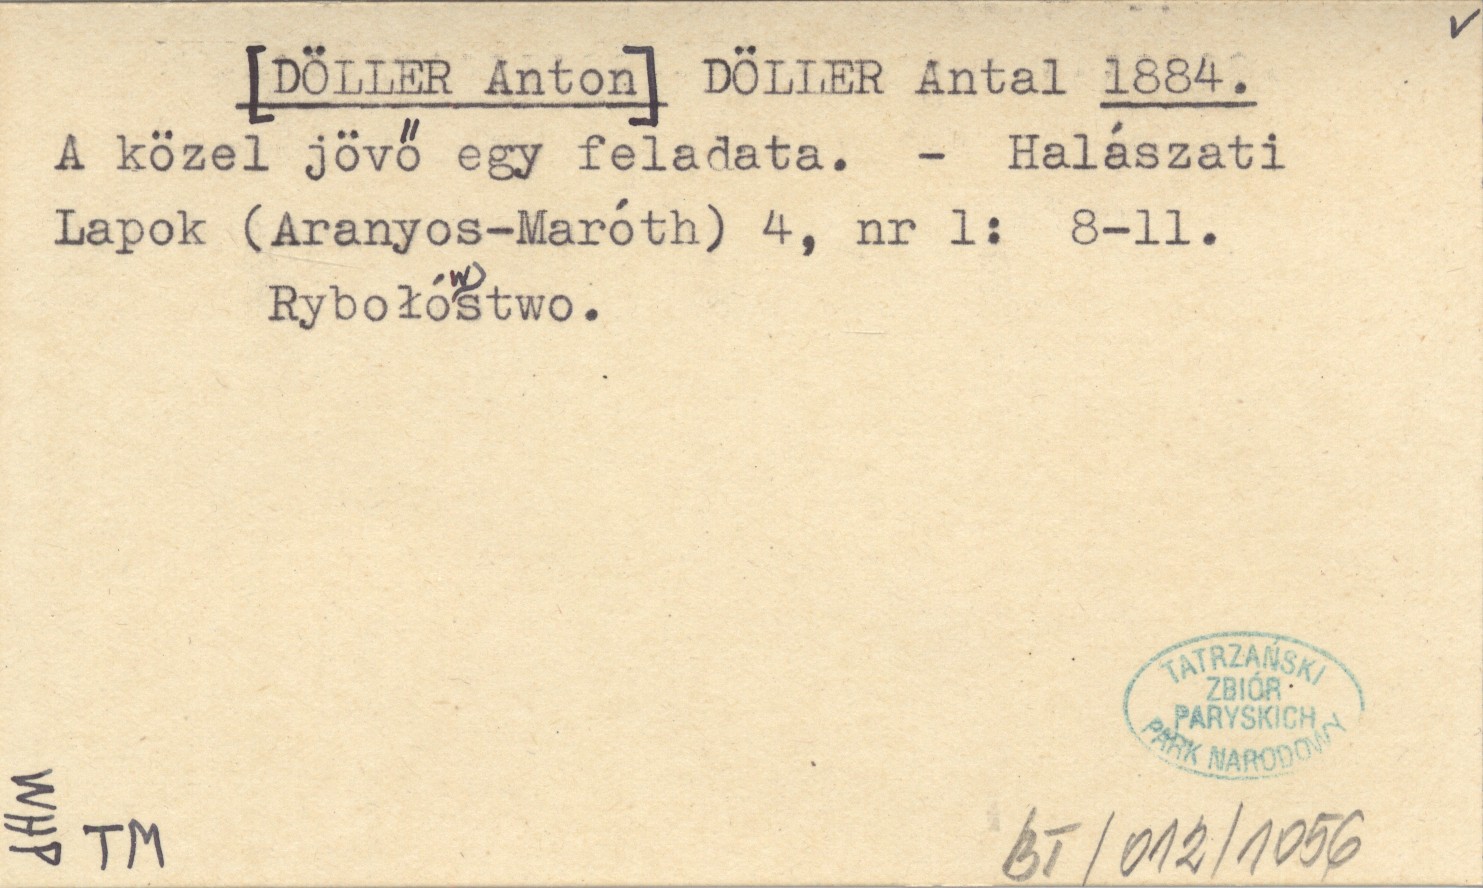 ✓
[DÖLLER Anton] DÖLLER Antal 1884.
A közel jövő egy feladata. - Halászati
Lapok (Aranyos-Maróth) 4, nr 1: 8-11.
Rybołówstwo.
TATRZAŃSKI
ZBIÓR
PARYSKICH
PARK NARODOWY
WHP
TM
BT/012/1056